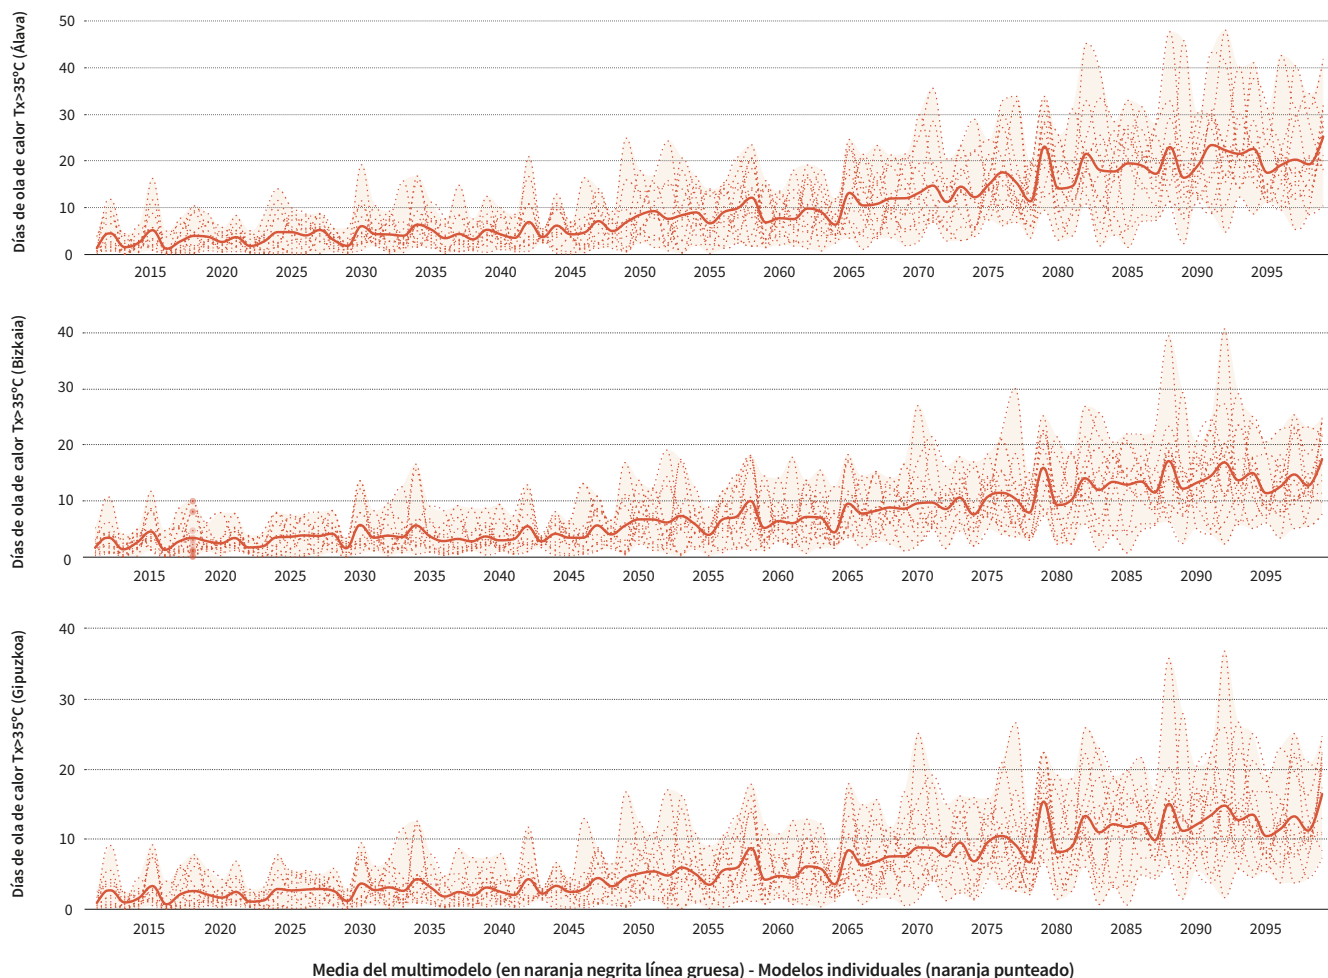 Días de ola de calor Tx>35ºC (Álava)
50
40
30
20
10
0
2015 2020 2025 2030 2035 2040 2045 2050 2055 2060 2065 2070 2075 2080 2085 2090 2095
Días de ola de calor Tx>35ºC (Bizkaia)
40
30
20
10
0
2015 2020 2025 2030 2035 2040 2045 2050 2055 2060 2065 2070 2075 2080 2085 2090 2095
Días de ola de calor Tx>35ºC (Gipuzkoa)
40
30
20
10
0
2015 2020 2025 2030 2035 2040 2045 2050 2055 2060 2065 2070 2075 2080 2085 2090 2095
Media del multimodelo (en naranja negrita línea gruesa) - Modelos individuales (naranja punteado)